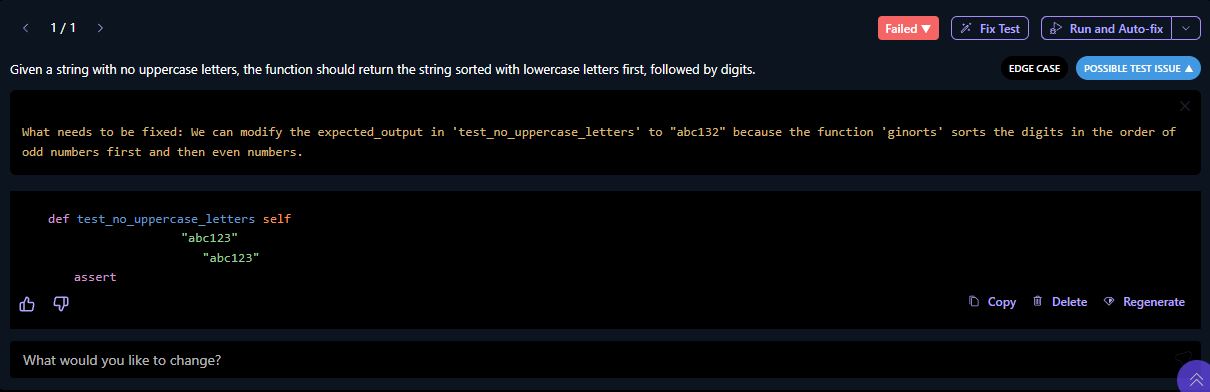 1 / 1
Failed ▼
Fix Test
Run and Auto-fix
Given a string with no uppercase letters, the function should return the string sorted with lowercase letters first, followed by digits.
EDGE CASE
POSSIBLE TEST ISSUE ▲
What needs to be fixed: We can modify the expected_output in 'test_no_uppercase_letters' to "abc132" because the function 'ginorts' sorts the digits in the order of
odd numbers first and then even numbers.
def test_no_uppercase_letters self
"abc123"
"abc123"
assert
Copy
Delete
Regenerate
What would you like to change?